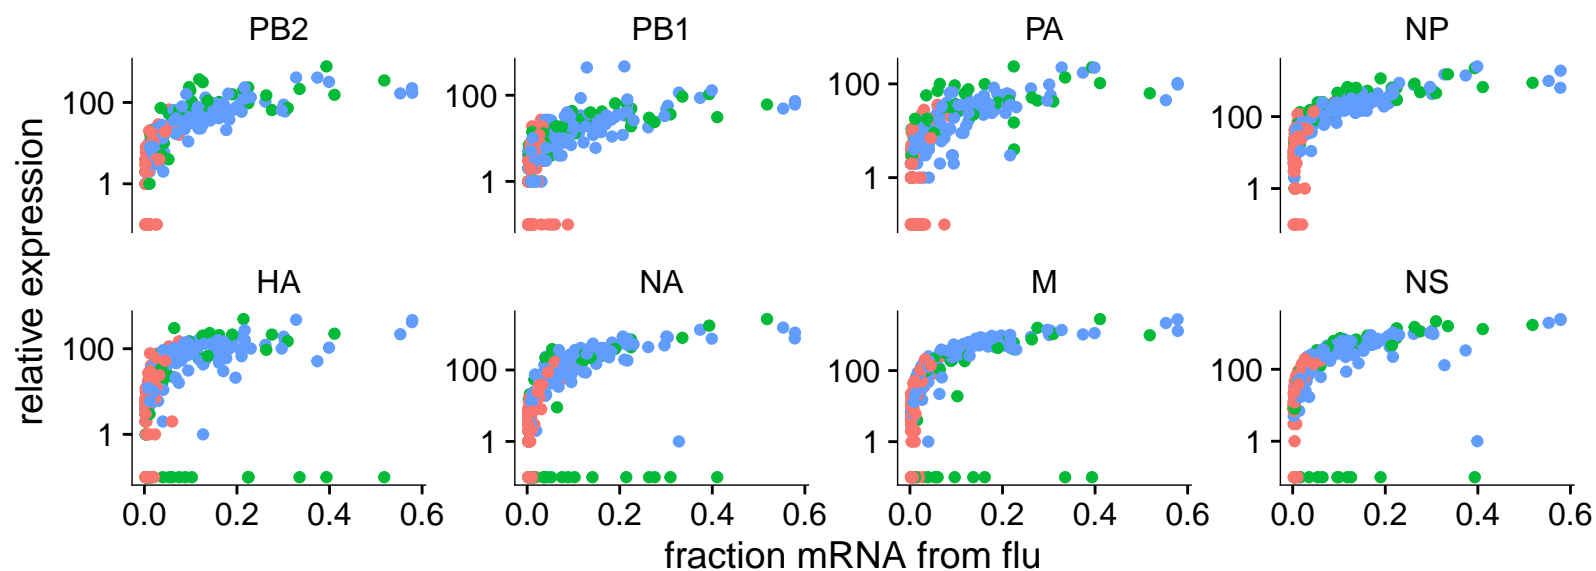 PB2 PB1 PA NP
100 100 100 100
1 1 1 1
relative expression
HA NA M NS
100 100 100 100
1 1 1 1
0.0 0.2 0.4 0.6 0.0 0.2 0.4 0.6 0.0 0.2 0.4 0.6 0.0 0.2 0.4 0.6
fraction mRNA from flu